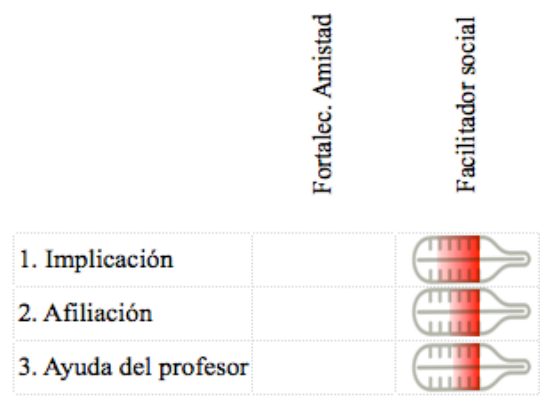 Fortalec. Amistad
Facilitador social
1. Implicación
2. Afiliación
3. Ayuda del profesor